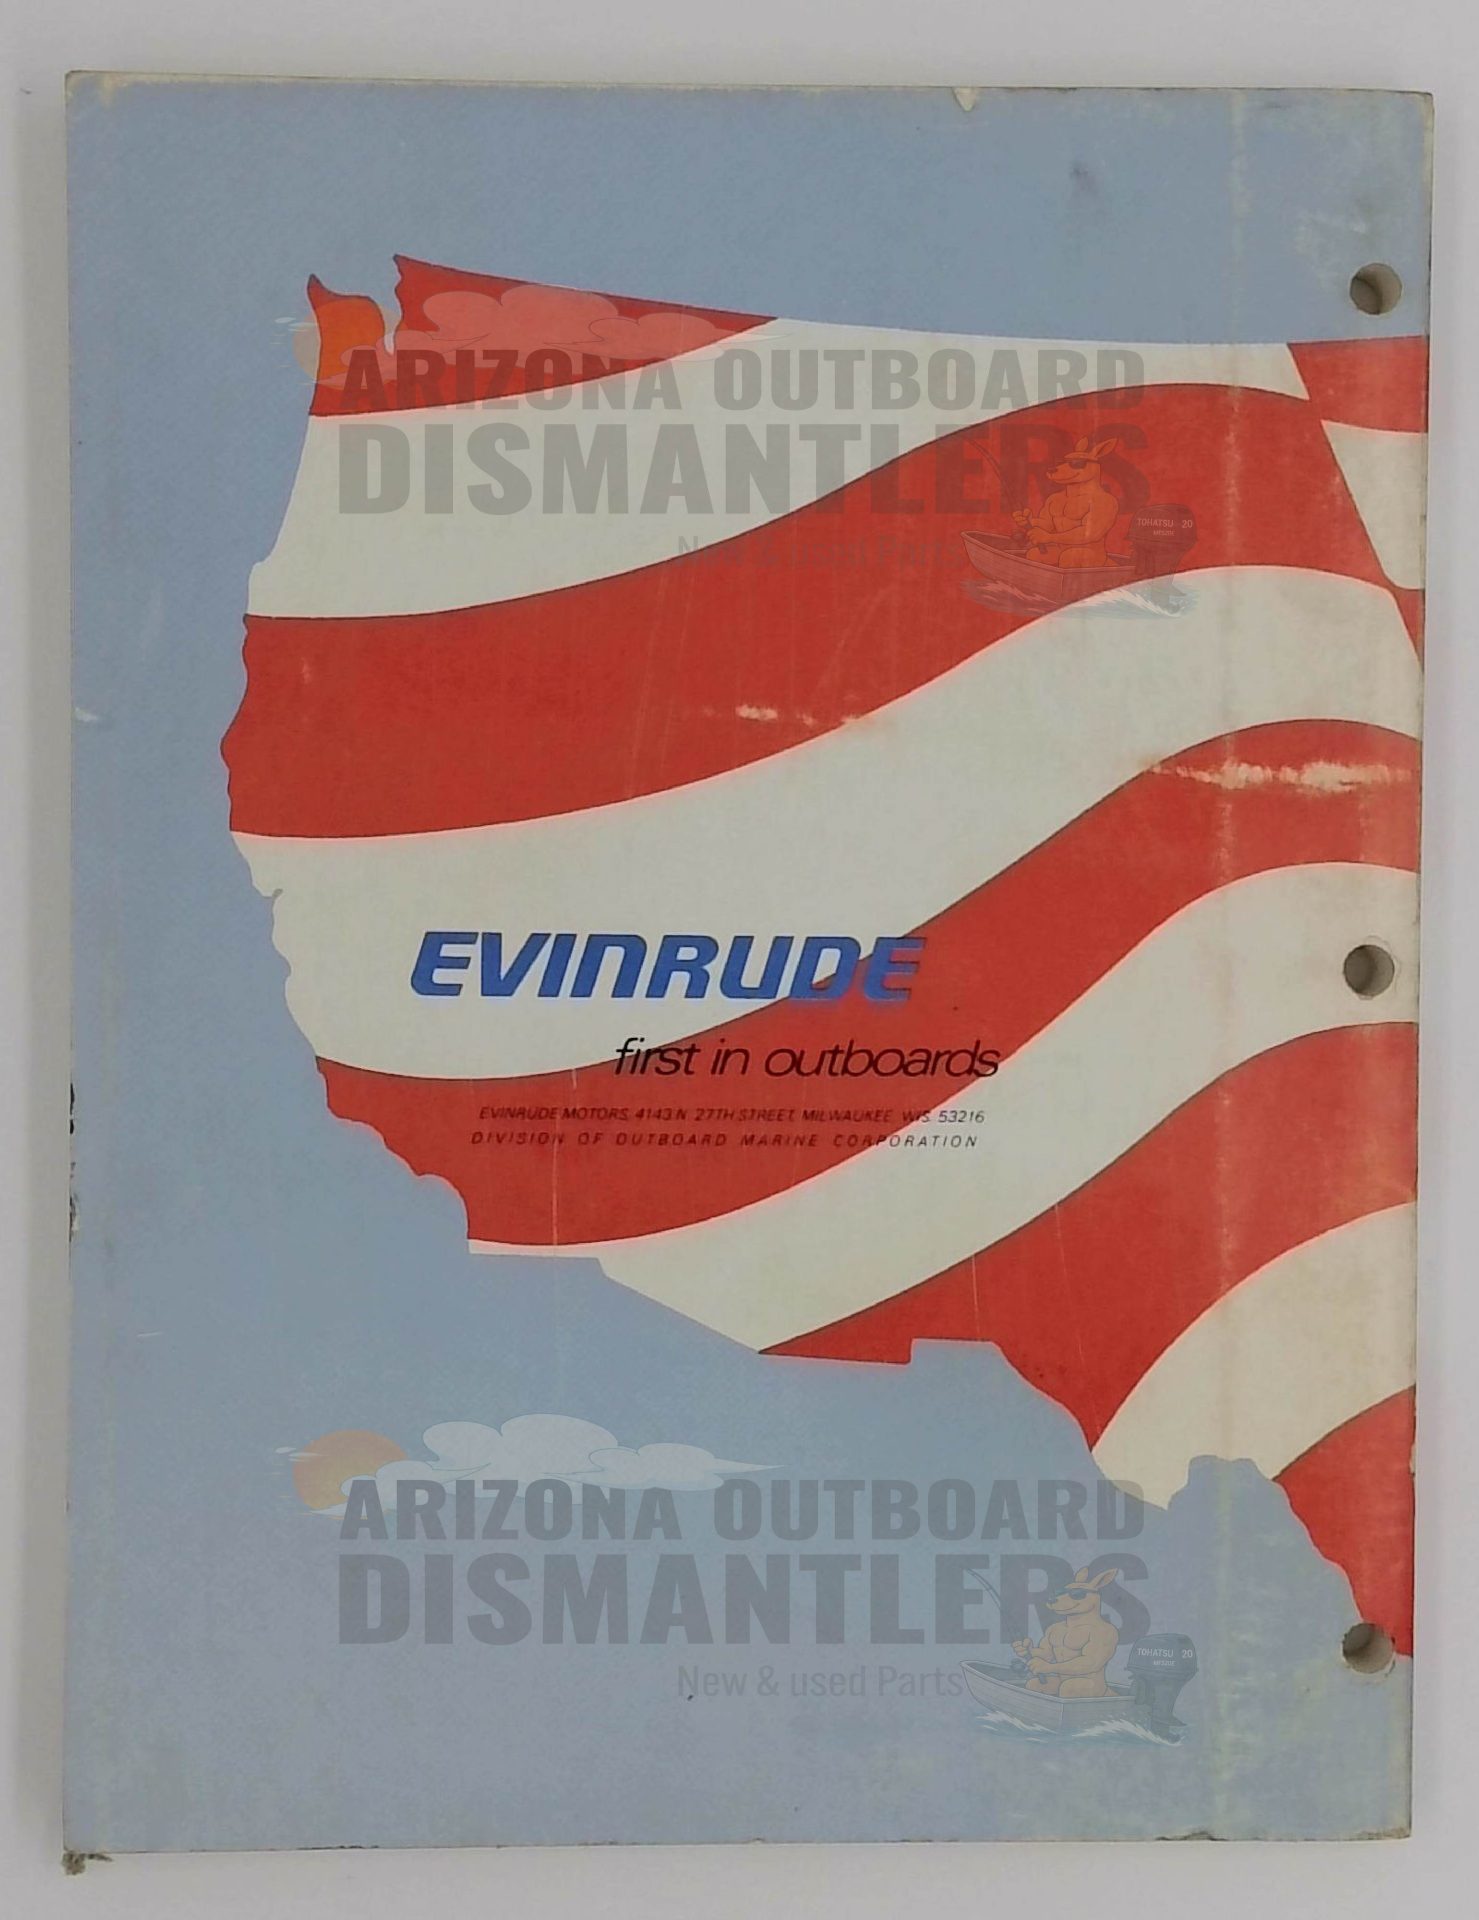 ARIZONA OUTBOARD
DISMANTLERS
TOHATSU 20
New & used Parts
EVINRUDE
first in outboards
EVINRUDE MOTORS, 4143 N. 27TH STREET, MILWAUKEE, WIS. 53216
DIVISION OF OUTBOARD MARINE CORPORATION
ARIZONA OUTBOARD
DISMANTLERS
TOHATSU 20
New & used Parts